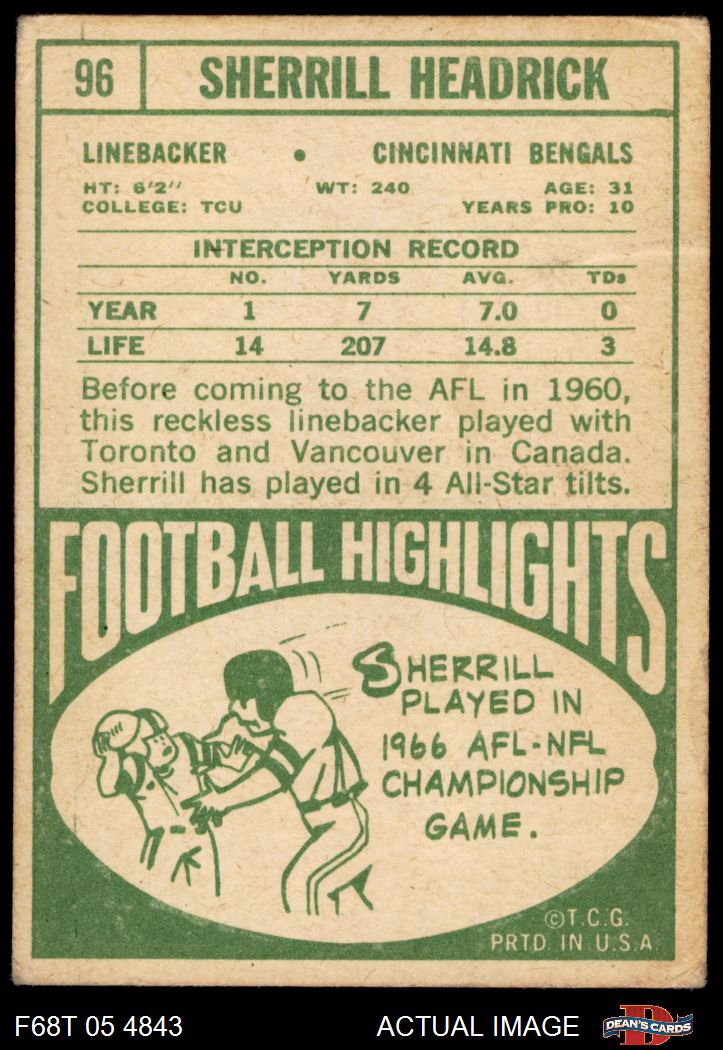 96 SHERRILL HEADRICK
LINEBACKER • CINCINNATI BENGALS
HT: 6'2" WT: 240 AGE: 31
COLLEGE: TCU YEARS PRO: 10
INTERCEPTION RECORD
NO. YARDS AVG. TDs
YEAR 1 7 7.0 0
LIFE 14 207 14.8 3
Before coming to the AFL in 1960,
this reckless linebacker played with
Toronto and Vancouver in Canada.
Sherrill has played in 4 All-Star tilts.
FOOTBALL HIGHLIGHTS
SHERRILL
PLAYED IN
1966 AFL-NFL
CHAMPIONSHIP
GAME.
©T.C.G.
PRTD. IN U.S.A.
F68T 05 4843 ACTUAL IMAGE D DEAN'S CARDS